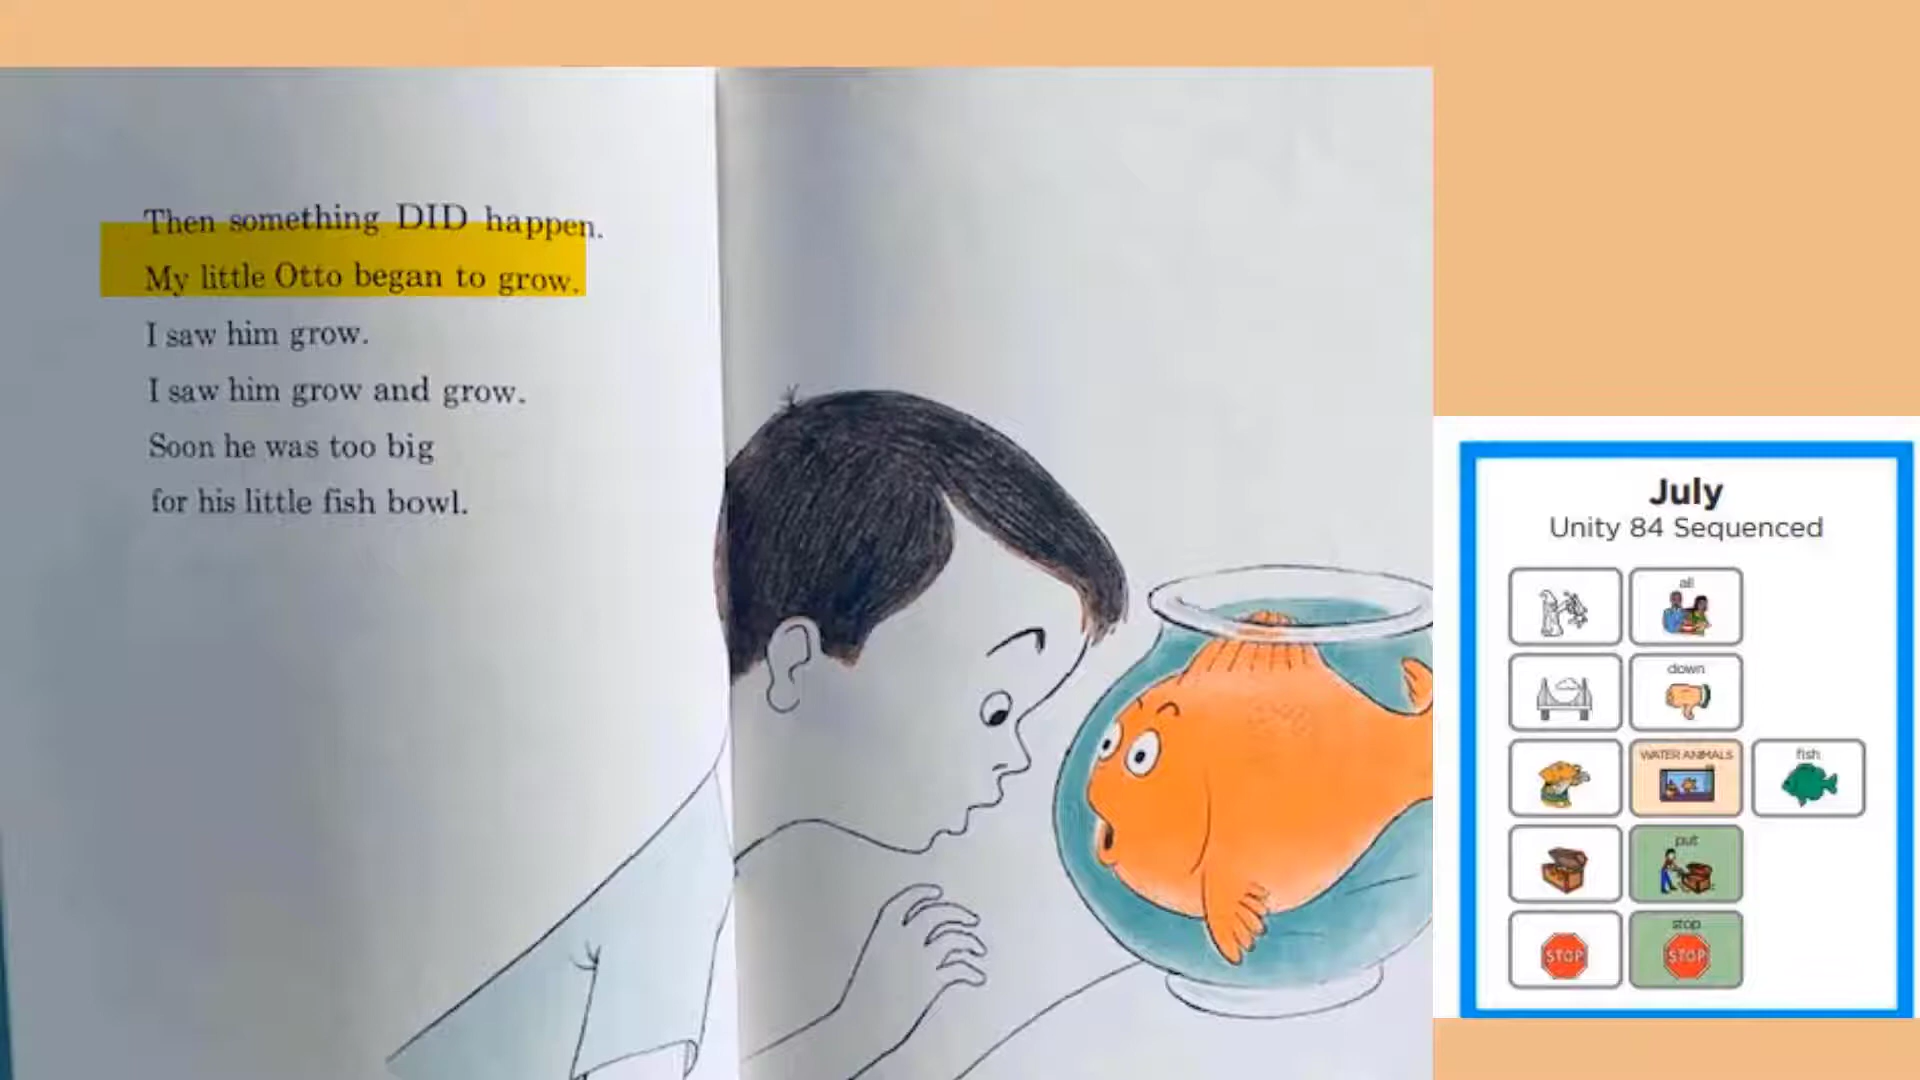 Then something DID happen.
My little Otto began to grow.
I saw him grow.
I saw him grow and grow.
Soon he was too big
for his little fish bowl.
July
Unity 84 Sequenced
all
down
WATER ANIMALS
fish
put
stop
STOP
STOP